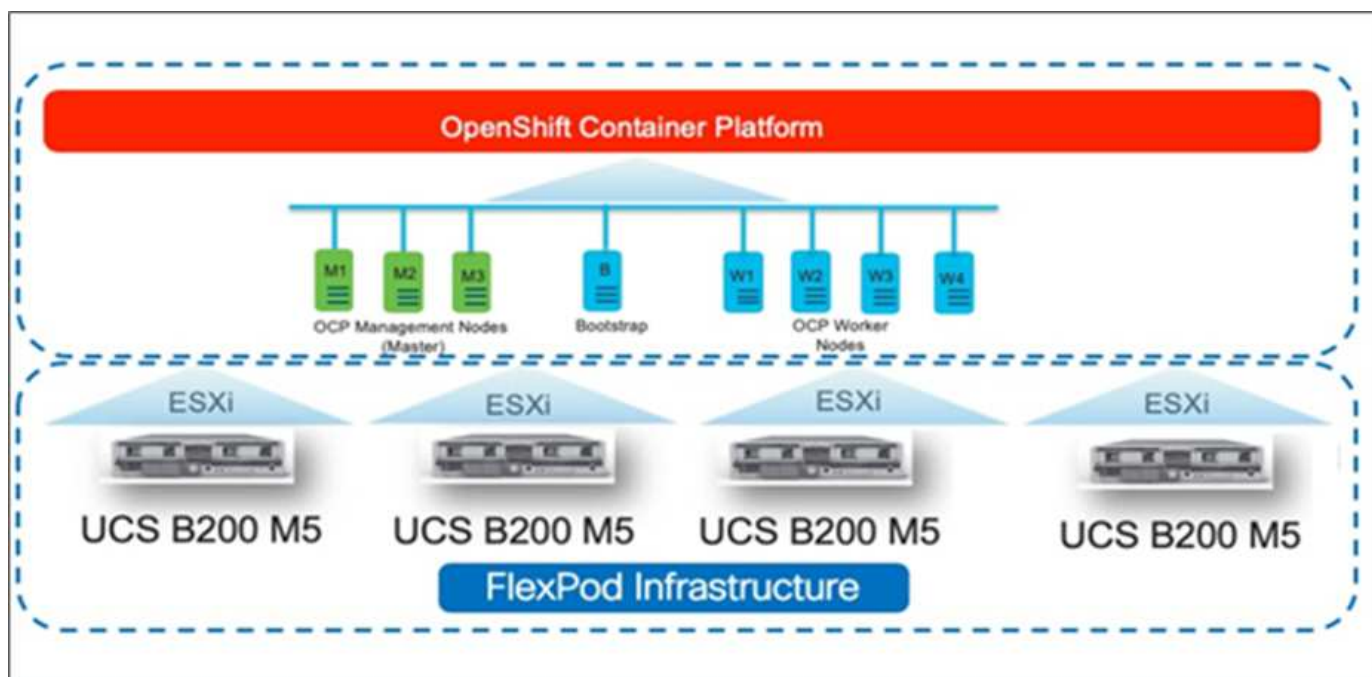 OpenShift Container Platform
M1
M2
M3
B
W1
W2
W3
W4
OCP Management Nodes
(Master)
Bootstrap
OCP Worker
Nodes
ESXi
ESXi
ESXi
ESXi
UCS B200 M5
UCS B200 M5
UCS B200 M5
UCS B200 M5
FlexPod Infrastructure